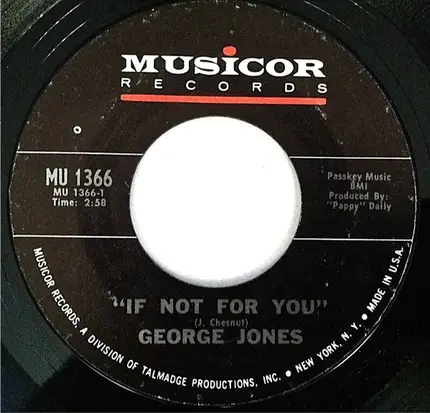 MUSICOR
RECORDS
MU 1366
MU 1366-1
Time: 2:58
Passkey Music
BMI
Produced By:
"Pappy" Daily
"IF NOT FOR YOU"
(J. Chesnut)
GEORGE JONES
MUSICOR RECORDS, A DIVISION OF TALMADGE PRODUCTIONS, INC. • NEW YORK, N. Y. • MADE IN U.S.A.